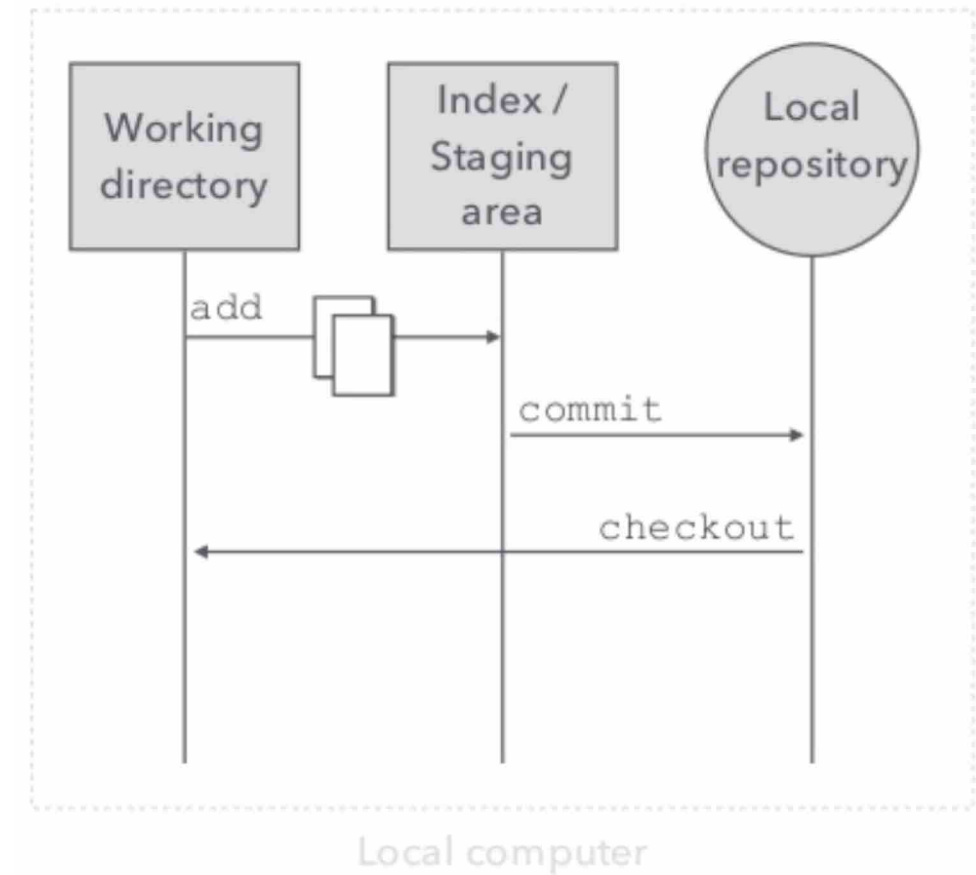 Working
directory
Index /
Staging
area
Local
repository
add
commit
checkout
Local computer